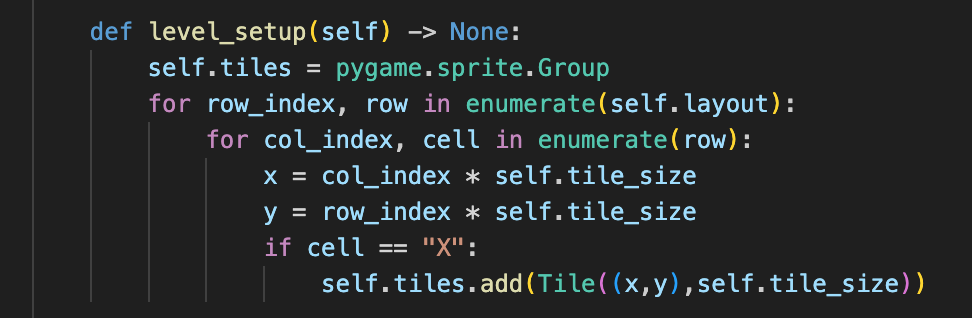 def level_setup(self) -> None:
self.tiles = pygame.sprite.Group
for row_index, row in enumerate(self.layout):
for col_index, cell in enumerate(row):
x = col_index * self.tile_size
y = row_index * self.tile_size
if cell == "X":
self.tiles.add(Tile((x,y),self.tile_size))